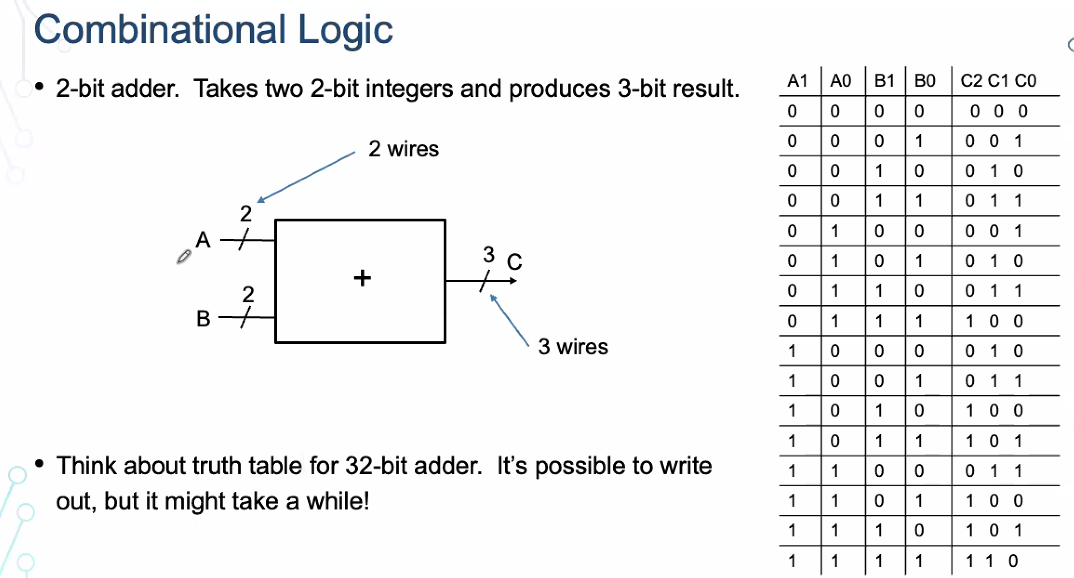 Combinational Logic
• 2-bit adder. Takes two 2-bit integers and produces 3-bit result.
2 wires
2
A
+
3 C
2
B
3 wires
• Think about truth table for 32-bit adder. It's possible to write
out, but it might take a while!
A1 A0 B1 B0 C2 C1 C0
0 0 0 0 0 0 0
0 0 0 1 0 0 1
0 0 1 0 0 1 0
0 0 1 1 0 1 1
0 1 0 0 0 0 1
0 1 0 1 0 1 0
0 1 1 0 0 1 1
0 1 1 1 1 0 0
1 0 0 0 0 1 0
1 0 0 1 0 1 1
1 0 1 0 1 0 0
1 0 1 1 1 0 1
1 1 0 0 0 1 1
1 1 0 1 1 0 0
1 1 1 0 1 0 1
1 1 1 1 1 1 0